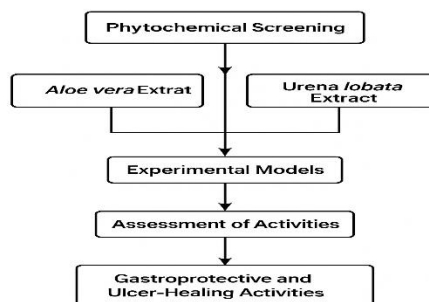 Phytochemical Screening
Aloe vera Extrat
Urena lobata
Extract
Experimental Models
Assessment of Activities
Gastroprotective and
Ulcer-Healing Activities